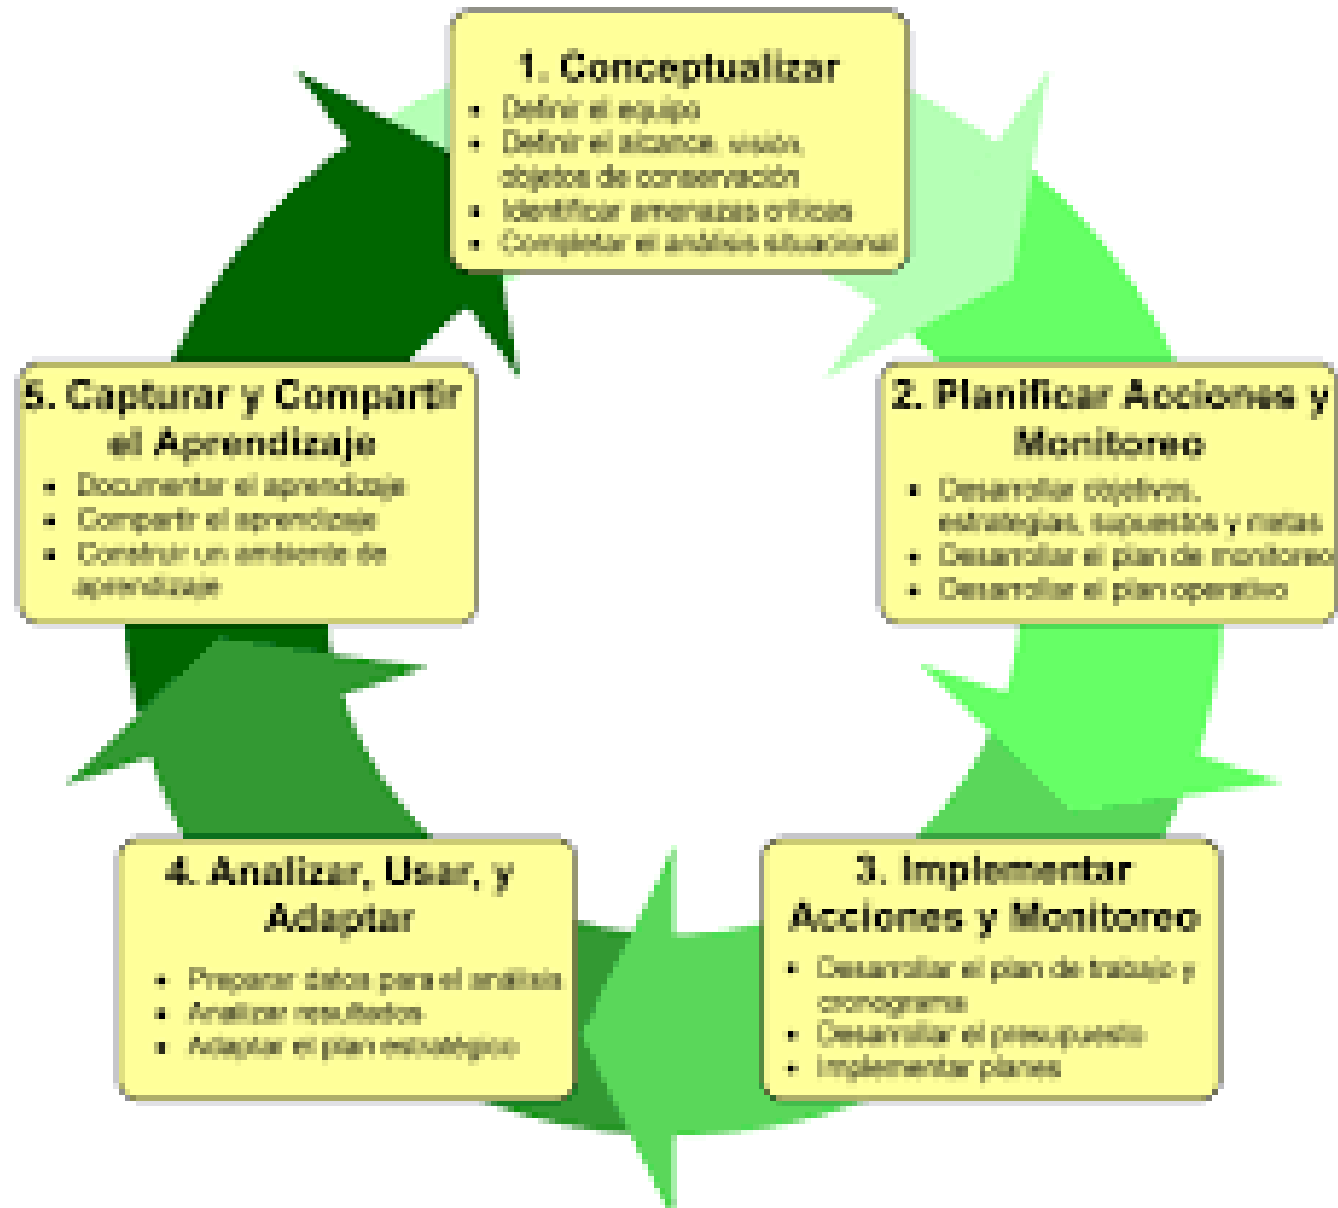 1. Conceptualizar
• Definir el equipo
• Definir el alcance, visión,
objetos de conservación
• Identificar amenazas críticas
• Completar el análisis situacional
2. Planificar Acciones y
Monitoreo
• Desarrollar objetivos,
estrategias, supuestos y metas
• Desarrollar el plan de monitoreo
• Desarrollar el plan operativo
3. Implementar
Acciones y Monitoreo
• Desarrollar el plan de trabajo y
cronograma
• Desarrollar el presupuesto
• Implementar planes
4. Analizar, Usar, y
Adaptar
• Preparar datos para el análisis
• Analizar resultados
• Adaptar el plan estratégico
5. Capturar y Compartir
el Aprendizaje
• Documentar el aprendizaje
• Compartir el aprendizaje
• Construir un ambiente de
aprendizaje